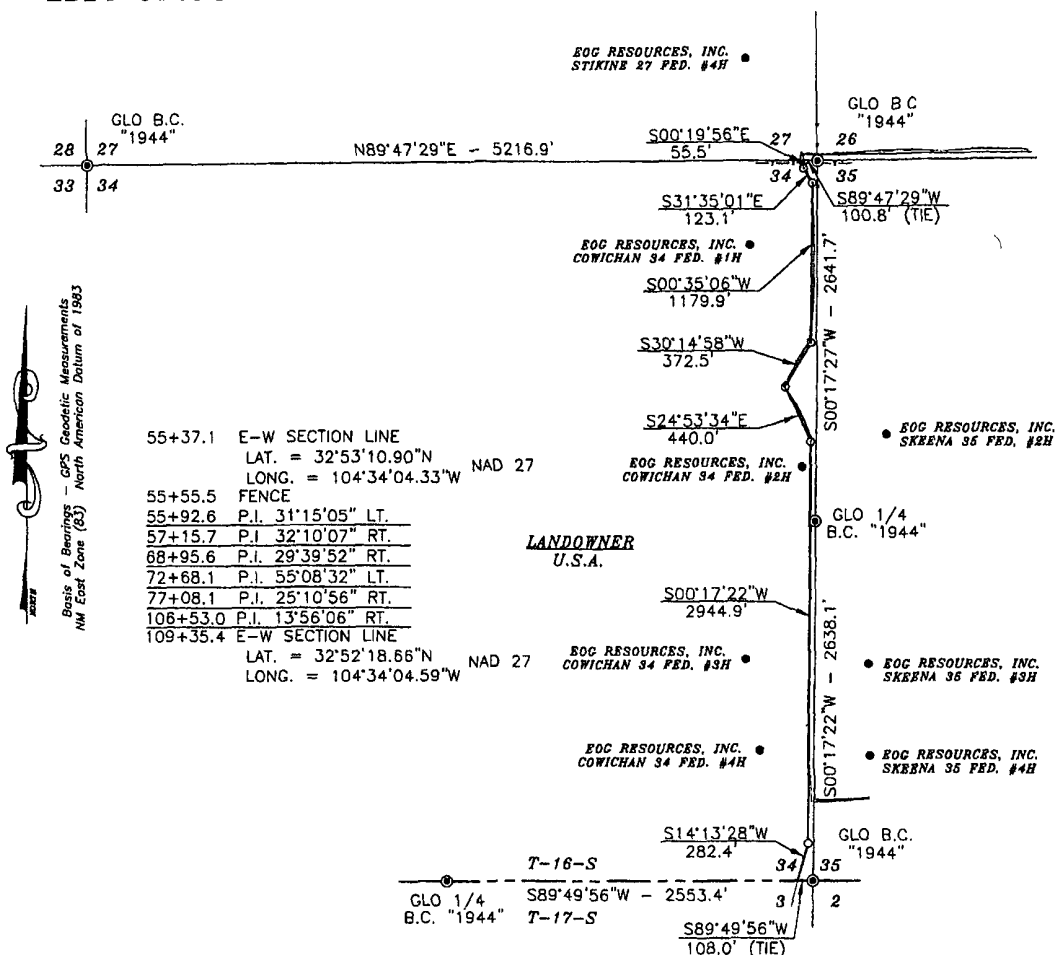 EOG RESOURCES, INC.
STIKINE 27 FED. #4H
GLO B.C.
"1944"
28 27
33 34
N89°47'29"E - 5216.9'
S00°19'56"E
55.5'
27 26
34 35
GLO B.C
"1944"
S89°47'29"W
100.8' (TIE)
S31°35'01"E
123.1'
EOG RESOURCES, INC.
COWICHAN 34 FED. #1H
S00°35'06"W
1179.9'
S00°17'27"W - 2641.7'
S30°14'58"W
372.5'
S24°53'34"E
440.0'
EOG RESOURCES, INC.
SKEENA 35 FED. #2H
EOG RESOURCES, INC.
COWICHAN 34 FED. #2H
Basis of Bearings - GPS Geodetic Measurements
NM East Zone (83) North American Datum of 1983
55+37.1 E-W SECTION LINE
LAT. = 32°53'10.90"N
LONG. = 104°34'04.33"W
NAD 27
55+55.5 FENCE
55+92.6 P.I. 31°15'05" LT.
57+15.7 P.I 32°10'07" RT.
68+95.6 P.I. 29°39'52" RT.
72+68.1 P.I. 55°08'32" LT.
77+08.1 P.I. 25°10'56" RT.
106+53.0 P.I. 13°56'06" RT.
109+35.4 E-W SECTION LINE
LAT. = 32°52'18.66"N
LONG. = 104°34'04.59"W
NAD 27
LANDOWNER
U.S.A.
GLO 1/4
B.C. "1944"
S00°17'22"W
2944.9'
S00°17'22"W - 2638.1'
EOG RESOURCES, INC.
COWICHAN 34 FED. #3H
EOG RESOURCES, INC.
SKEENA 35 FED. #3H
EOG RESOURCES, INC.
COWICHAN 34 FED. #4H
EOG RESOURCES, INC.
SKEENA 35 FED. #4H
S14°13'28"W
282.4'
GLO B.C.
"1944"
34 35
3 2
T-16-S
S89°49'56"W - 2553.4'
T-17-S
GLO 1/4
B.C. "1944"
S89°49'56"W
108.0' (TIE)